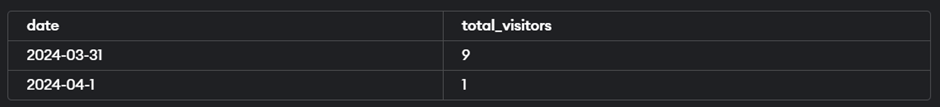 date total_visitors
2024-03-31 9
2024-04-1 1